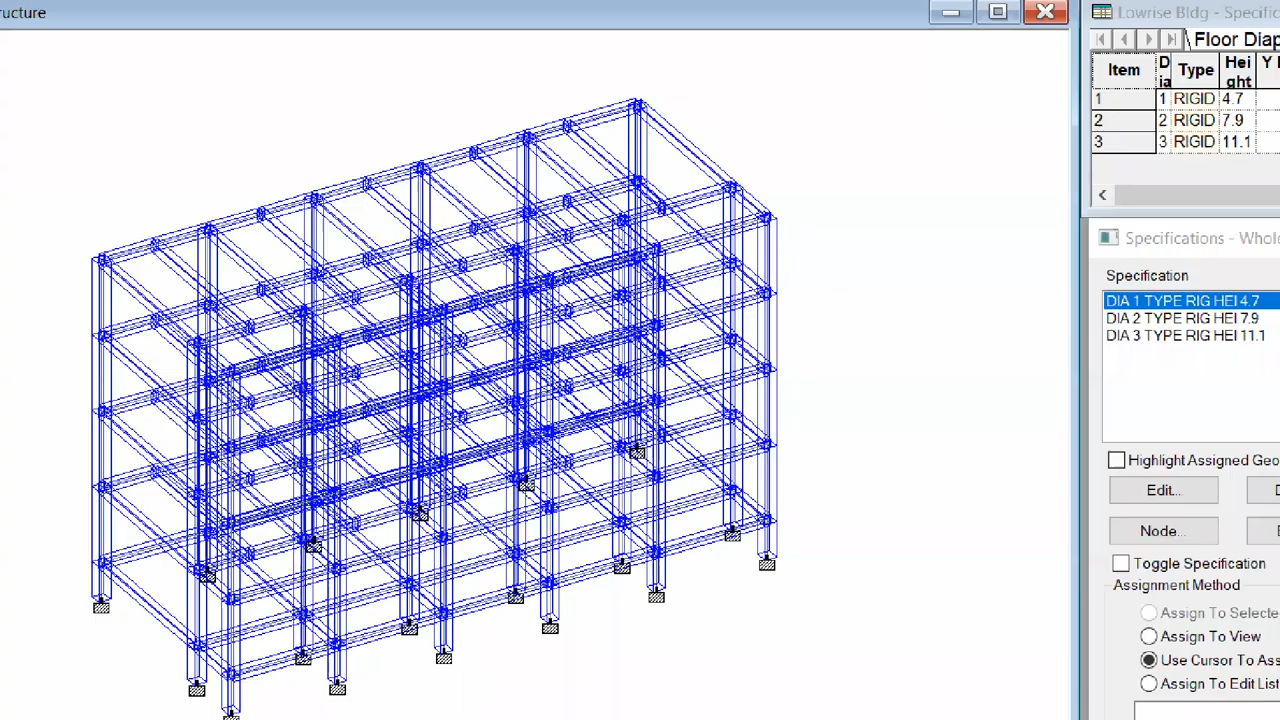 ucture
Lowrise Bldg - Specific
Floor Diap
Item D ia Type Hei ght Y
1 1 RIGID 4.7
2 2 RIGID 7.9
3 3 RIGID 11.1
Specifications - Whol
Specification
DIA 1 TYPE RIG HEI 4.7
DIA 2 TYPE RIG HEI 7.9
DIA 3 TYPE RIG HEI 11.1
Highlight Assigned Geo
Edit...
Node...
Toggle Specification
Assignment Method
Assign To Selecte
Assign To View
Use Cursor To Ass
Assign To Edit List